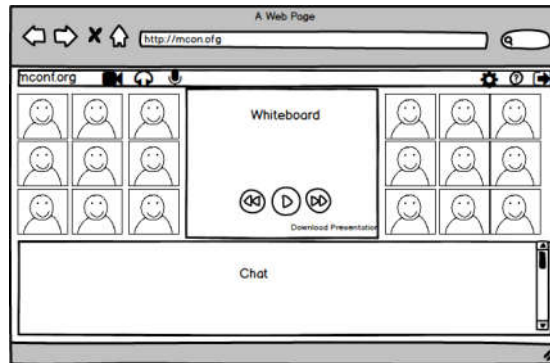 A Web Page
http://mcon.ofg
mconf.org
Whiteboard
Download Presentation
Chat